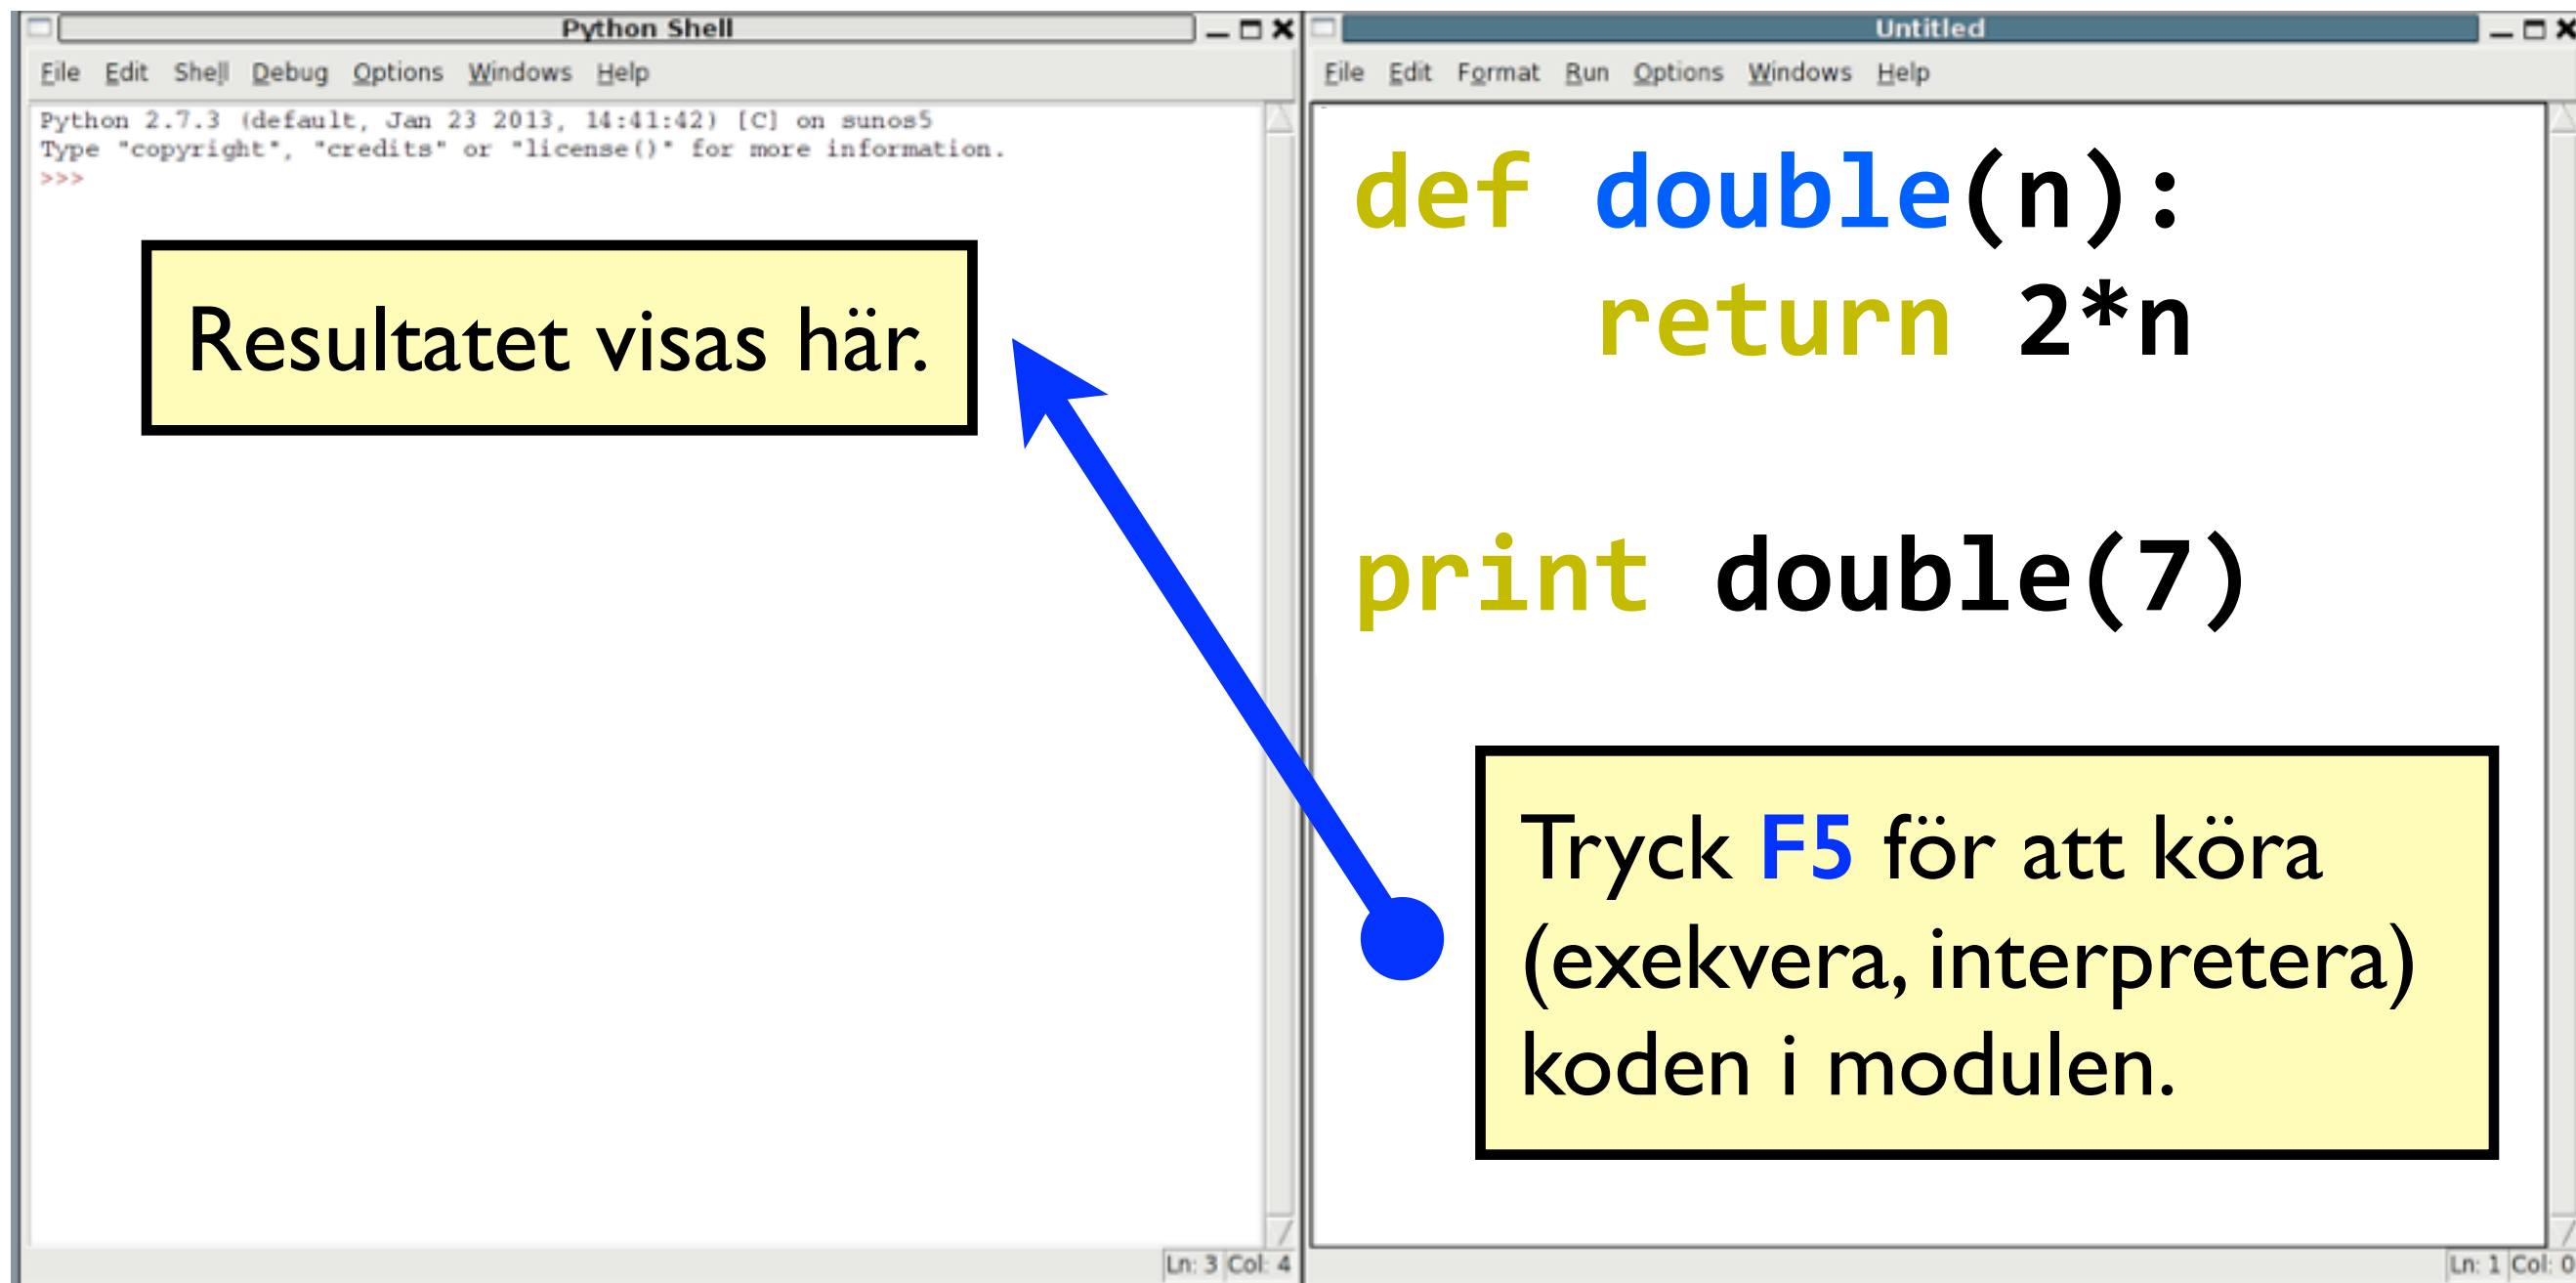 Python Shell
File Edit Shell Debug Options Windows Help
Python 2.7.3 (default, Jan 23 2013, 14:41:42) [C] on sunos5
Type "copyright", "credits" or "license()" for more information.
>>>
Resultatet visas här.
Ln: 3 Col: 4
Untitled
File Edit Format Run Options Windows Help
def double(n):
    return 2*n
print double(7)
Tryck F5 för att köra
(exekvera, interpretera)
koden i modulen.
Ln: 1 Col: 0